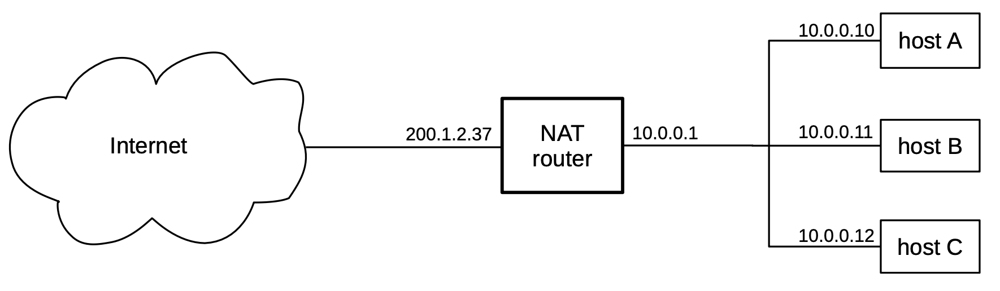 Internet
200.1.2.37
NAT
router
10.0.0.1
10.0.0.10
host A
10.0.0.11
host B
10.0.0.12
host C